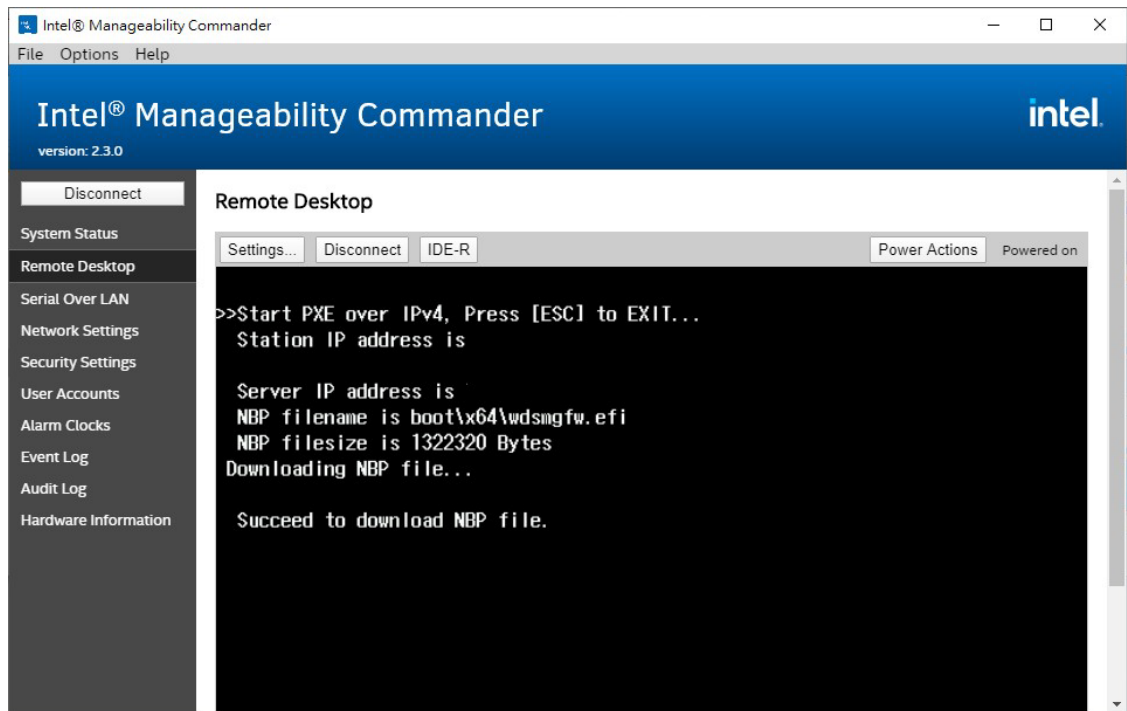 Intel® Manageability Commander
File Options Help
Intel® Manageability Commander
intel.
version: 2.3.0
Disconnect
System Status
Remote Desktop
Serial Over LAN
Network Settings
Security Settings
User Accounts
Alarm Clocks
Event Log
Audit Log
Hardware Information
Remote Desktop
Settings... Disconnect IDE-R Power Actions Powered on
>>Start PXE over IPv4, Press [ESC] to EXIT...
Station IP address is
Server IP address is
NBP filename is boot\x64\wdsmgfw.efi
NBP filesize is 1322320 Bytes
Downloading NBP file...
Succeed to download NBP file.